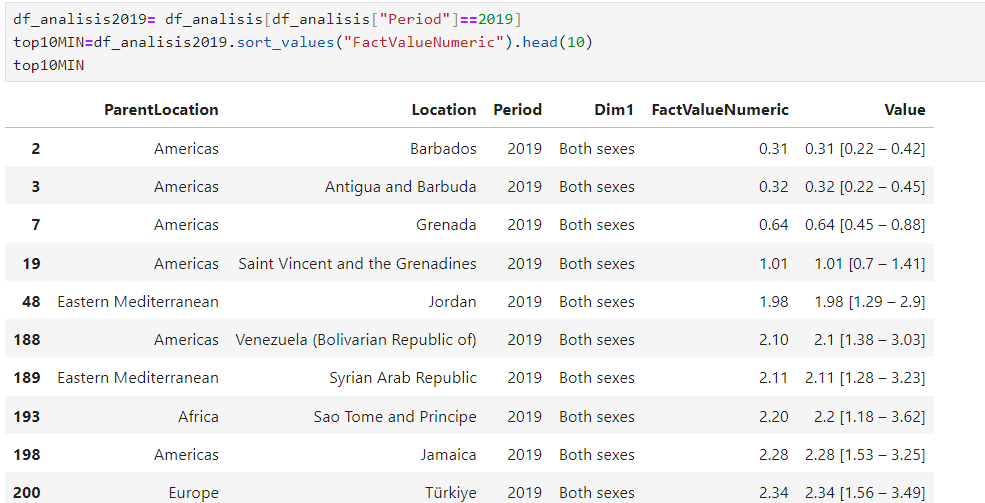 df_analisis2019= df_analisis[df_analisis["Period"]==2019]
top10MIN=df_analisis2019.sort_values("FactValueNumeric").head(10)
top10MIN
ParentLocation Location Period Dim1 FactValueNumeric Value
2 Americas Barbados 2019 Both sexes 0.31 0.31 [0.22 – 0.42]
3 Americas Antigua and Barbuda 2019 Both sexes 0.32 0.32 [0.22 – 0.45]
7 Americas Grenada 2019 Both sexes 0.64 0.64 [0.45 – 0.88]
19 Americas Saint Vincent and the Grenadines 2019 Both sexes 1.01 1.01 [0.7 – 1.41]
48 Eastern Mediterranean Jordan 2019 Both sexes 1.98 1.98 [1.29 – 2.9]
188 Americas Venezuela (Bolivarian Republic of) 2019 Both sexes 2.10 2.1 [1.38 – 3.03]
189 Eastern Mediterranean Syrian Arab Republic 2019 Both sexes 2.11 2.11 [1.28 – 3.23]
193 Africa Sao Tome and Principe 2019 Both sexes 2.20 2.2 [1.18 – 3.62]
198 Americas Jamaica 2019 Both sexes 2.28 2.28 [1.53 – 3.25]
200 Europe Türkiye 2019 Both sexes 2.34 2.34 [1.56 – 3.49]